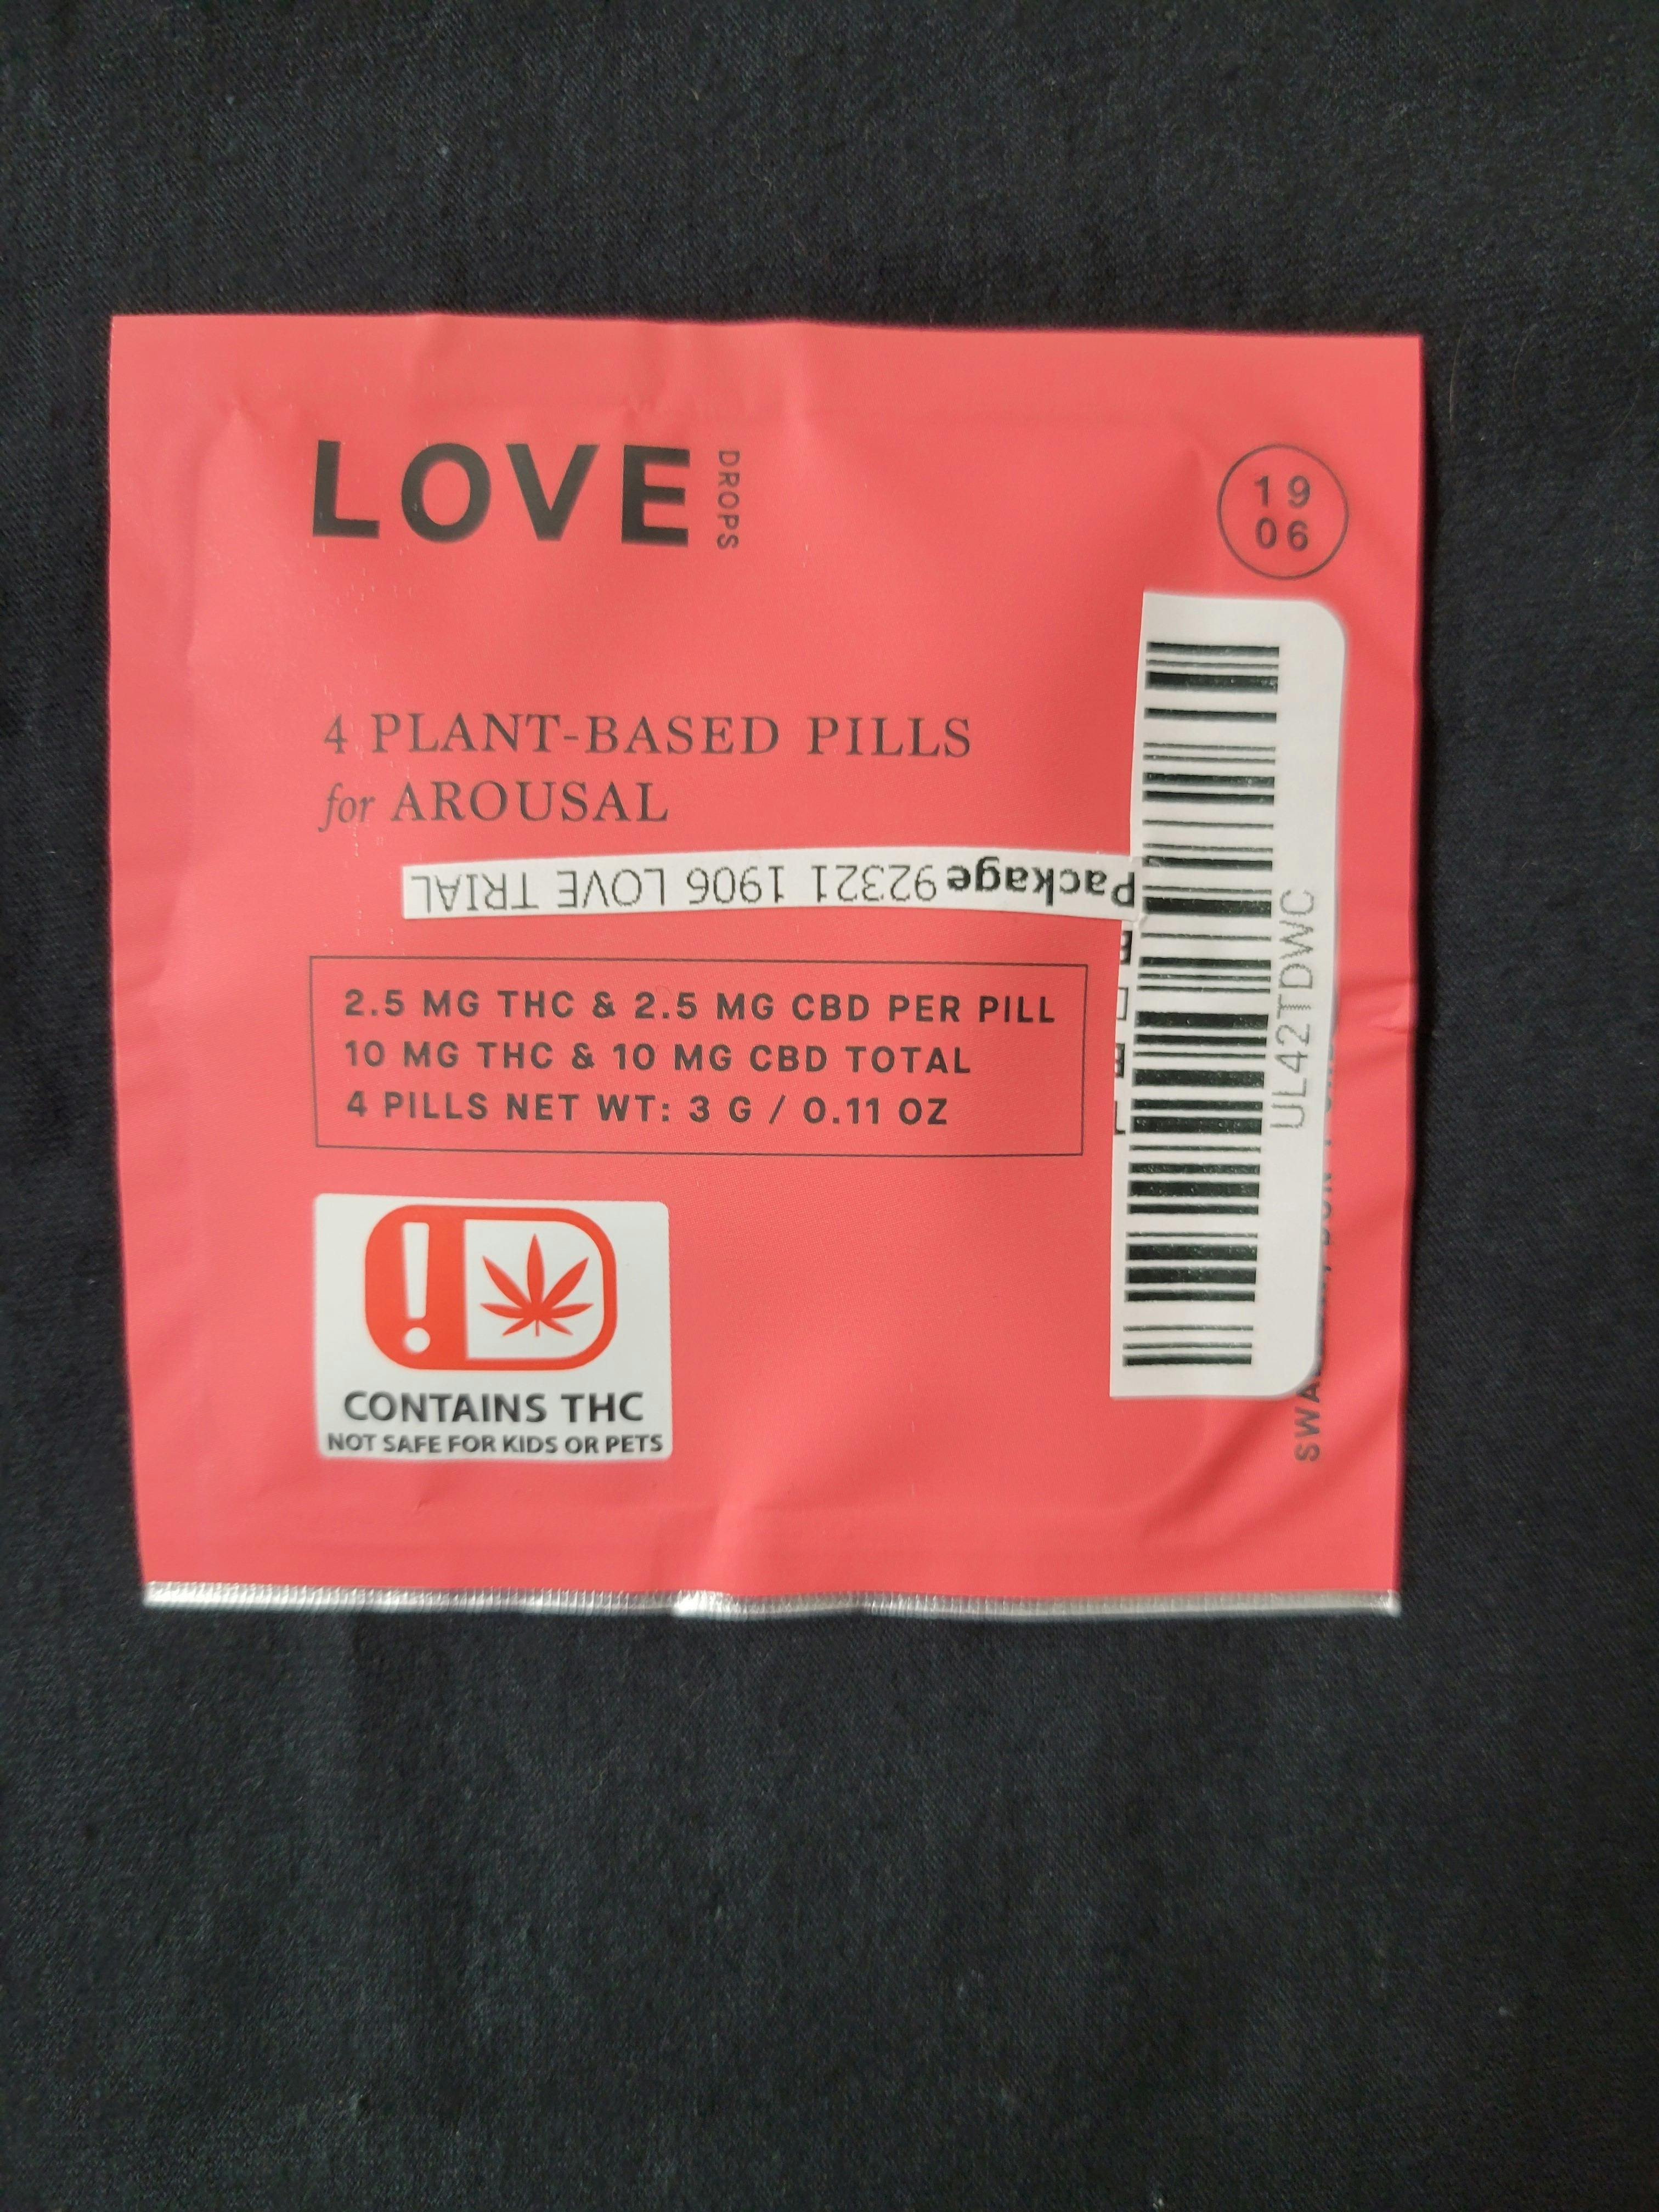 LOVE
DROPS
19
06
4 PLANT-BASED PILLS
for AROUSAL
Package 92321 1906 LOVE TRIAL
2.5 MG THC & 2.5 MG CBD PER PILL
10 MG THC & 10 MG CBD TOTAL
4 PILLS NET WT: 3 G / 0.11 OZ
UL42TDWC
CONTAINS THC
NOT SAFE FOR KIDS OR PETS